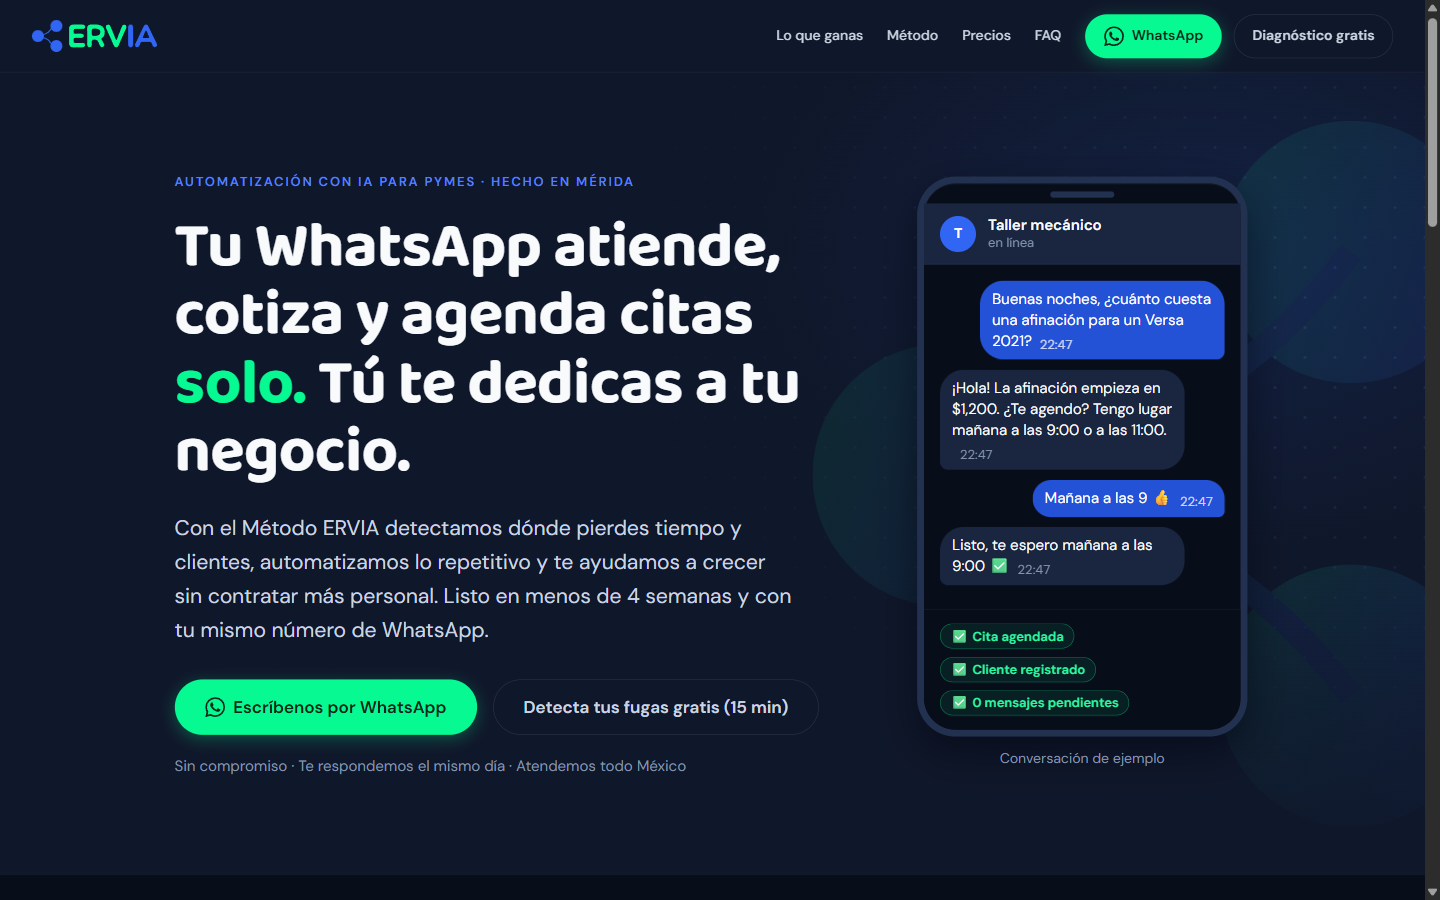 ERVIA
Lo que ganas
Método
Precios
FAQ
WhatsApp
Diagnóstico gratis
AUTOMATIZACIÓN CON IA PARA PYMES · HECHO EN MÉRIDA
Tu WhatsApp atiende,
cotiza y agenda citas
solo. Tú te dedicas a tu
negocio.
Con el Método ERVIA detectamos dónde pierdes tiempo y
clientes, automatizamos lo repetitivo y te ayudamos a crecer
sin contratar más personal. Listo en menos de 4 semanas y con
tu mismo número de WhatsApp.
Escríbenos por WhatsApp
Detecta tus fugas gratis (15 min)
Sin compromiso · Te respondemos el mismo día · Atendemos todo México
T
Taller mecánico
en línea
Buenas noches, ¿cuánto cuesta
una afinación para un Versa
2021? 22:47
¡Hola! La afinación empieza en
$1,200. ¿Te agendo? Tengo lugar
mañana a las 9:00 o a las 11:00.
22:47
Mañana a las 9 👍 22:47
Listo, te espero mañana a las
9:00 ✅ 22:47
✅ Cita agendada
✅ Cliente registrado
✅ 0 mensajes pendientes
Conversación de ejemplo